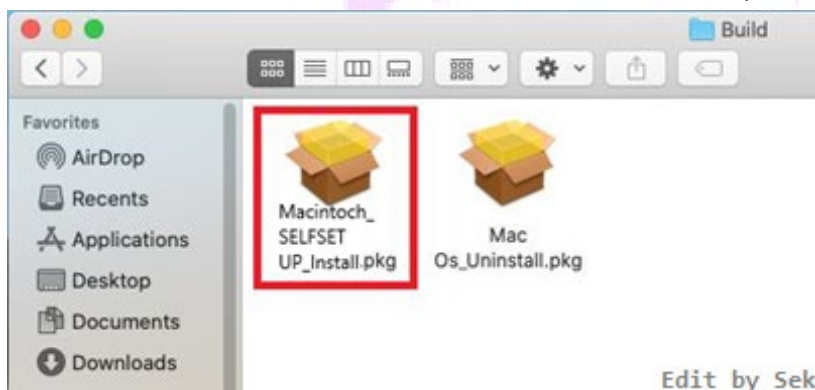 Build
Favorites
AirDrop
Recents
Applications
Desktop
Documents
Downloads
Macintoch_
SELFSET
UP_Install.pkg
Mac
Os_Uninstall.pkg
Edit by Sek